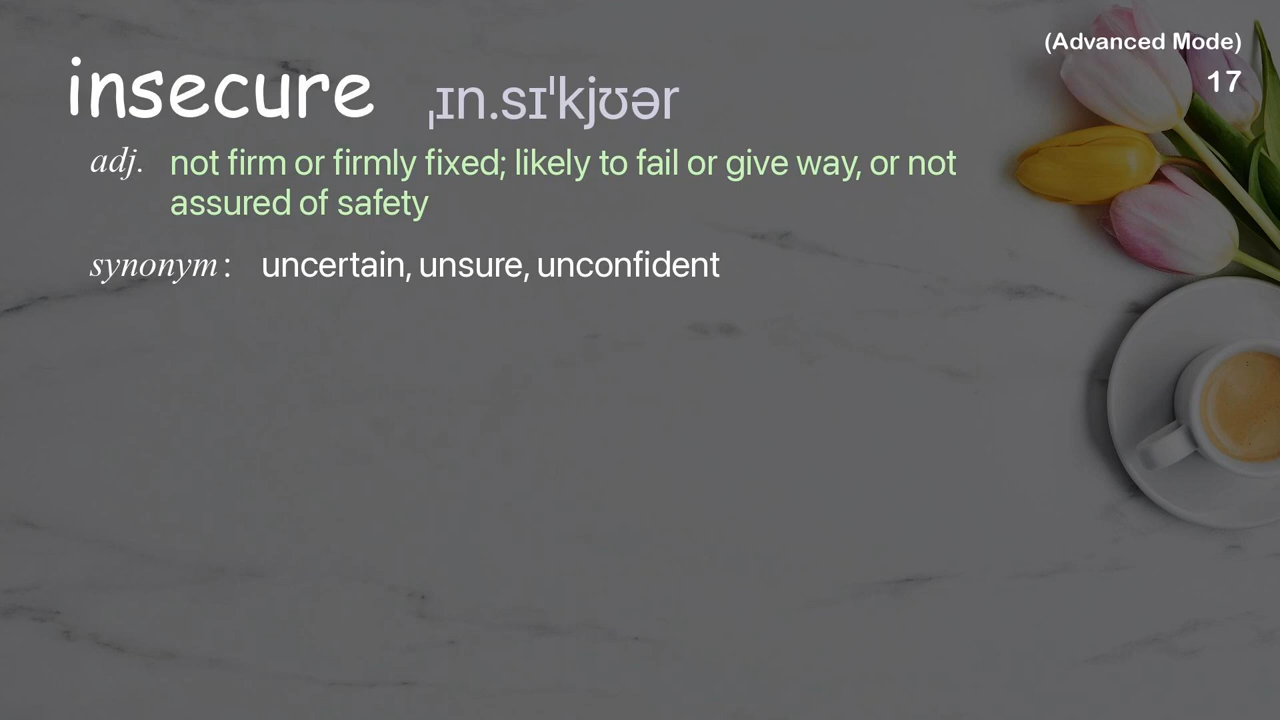 (Advanced Mode)
17
insecure ˌɪn.sɪˈkjʊər
adj. not firm or firmly fixed; likely to fail or give way, or not
assured of safety
synonym : uncertain, unsure, unconfident